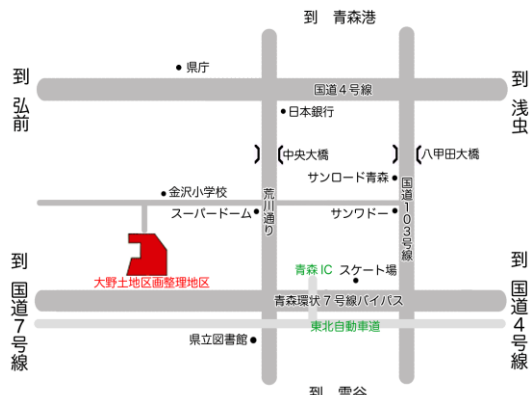 到 青森港
県庁
到 弘前
国道4号線
到 浅虫
日本銀行
中央大橋
八甲田大橋
サンロード青森
金沢小学校
荒川通り
国道103号線
スーパードーム
サンワドー
到 国道7号線
大野土地区画整理地区
青森IC
スケート場
到 国道4号線
青森環状7号線バイパス
東北自動車道
県立図書館
到 雲谷